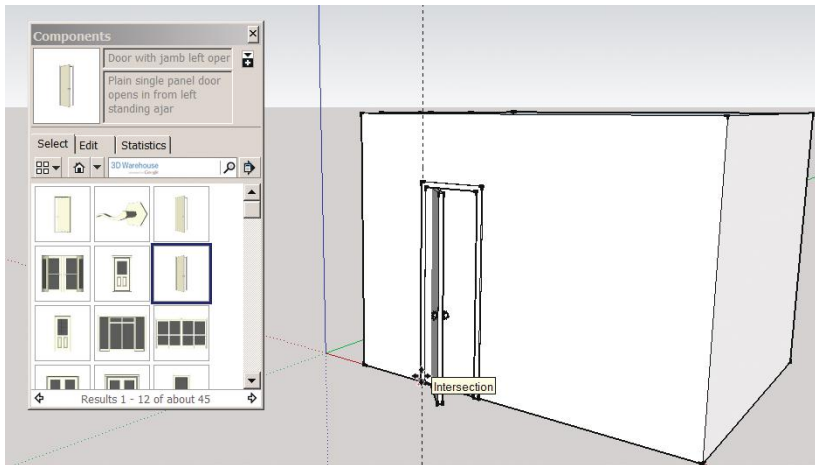 Components
Door with jamb left oper
Plain single panel door
opens in from left
standing ajar
Select Edit Statistics
3D Warehouse
Results 1 - 12 of about 45
Intersection